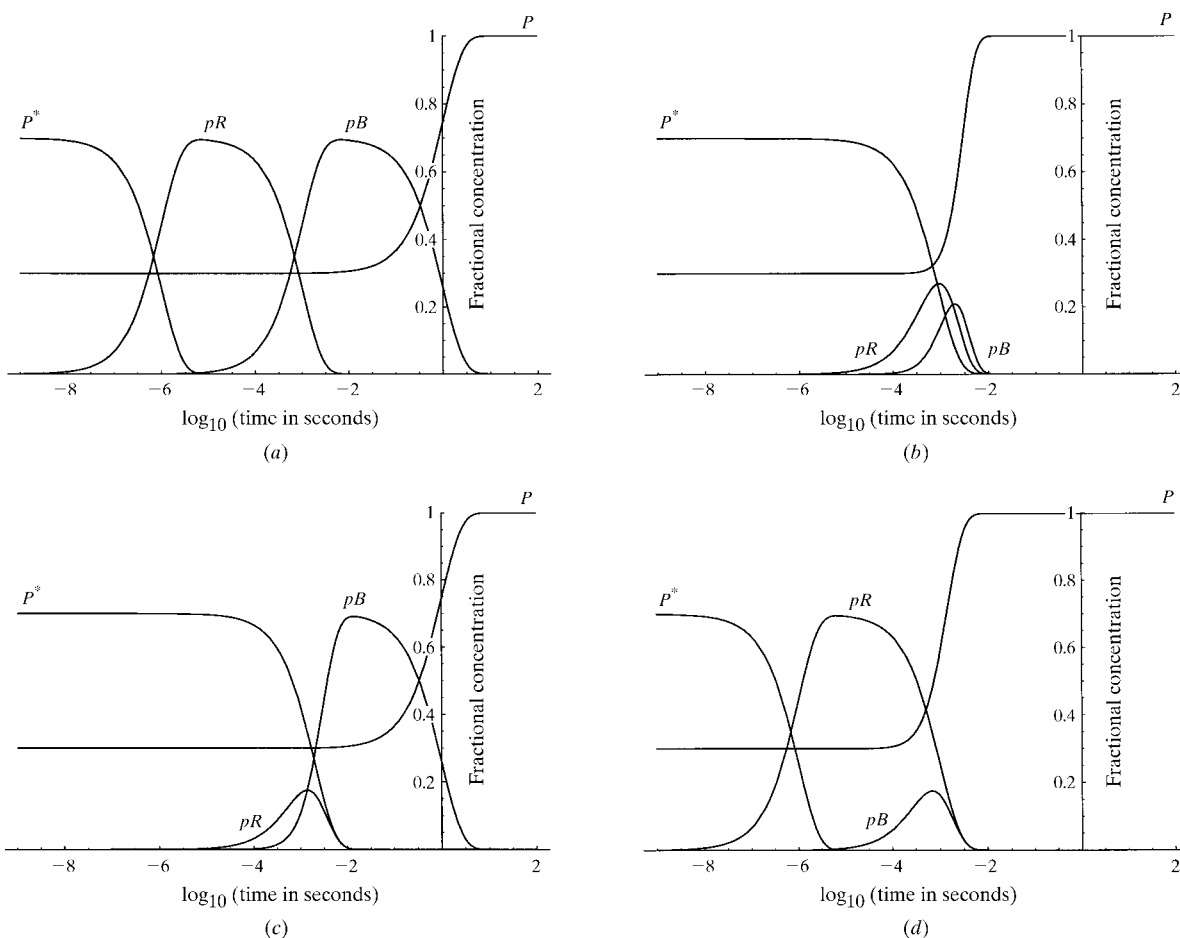 P
1
P*
pR
pB
0.8
0.6
0.4
0.2
Fractional concentration
−8
−6
−4
−2
2
log10 (time in seconds)
(a)
P
1
P*
0.8
0.6
0.4
0.2
Fractional concentration
pR
pB
−8
−6
−4
−2
0
2
log10 (time in seconds)
(b)
P
1
P*
pB
0.8
0.6
0.4
0.2
Fractional concentration
pR
−8
−6
−4
−2
2
log10 (time in seconds)
(c)
P
1
P*
pR
0.8
0.6
0.4
0.2
Fractional concentration
pB
−8
−6
−4
−2
0
2
log10 (time in seconds)
(d)